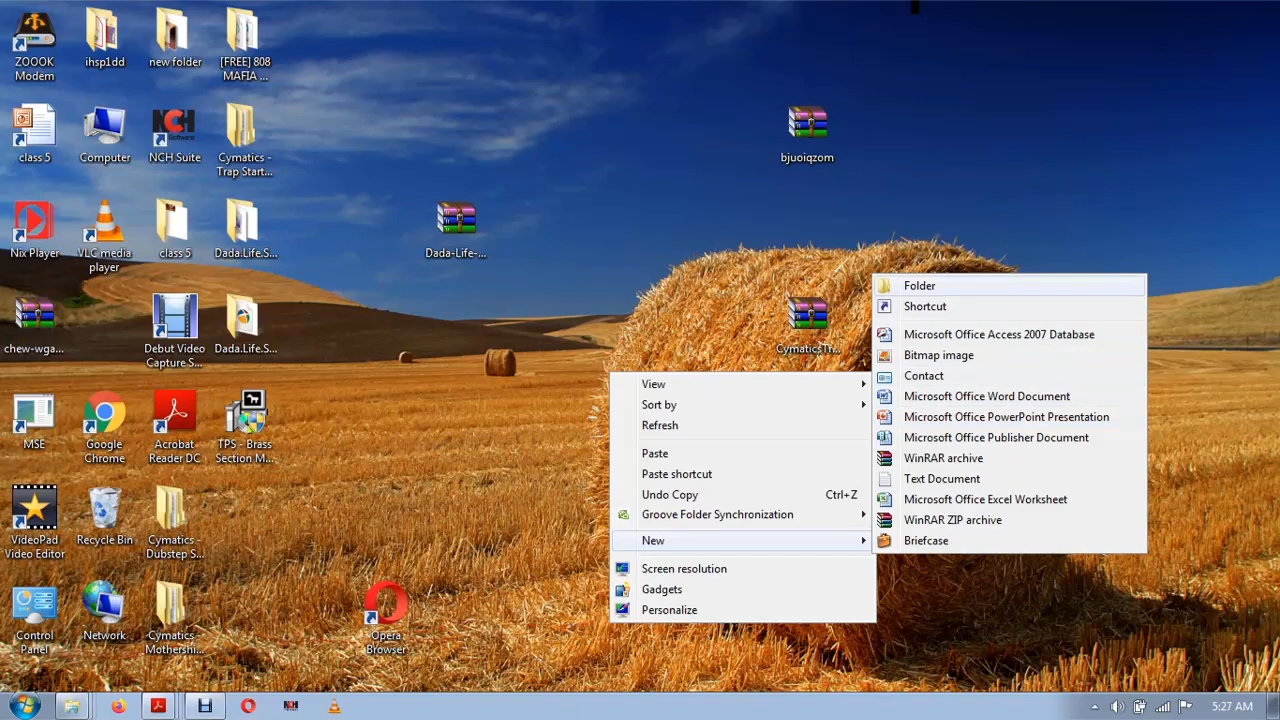 ZOOOK
Modem
ihsp1dd
new folder
[FREE] 808
MAFIA ...
class 5
Computer
NCH
Software
NCH Suite
Cymatics -
Trap Start...
bjuoiqzom
Nix Player
VLC media
player
class 5
Dada.Life.S...
Dada-Life-...
chew-wga...
Debut Video
Capture S...
Dada.Life.S...
CymaticsTr...
MSE
Google
Chrome
Acrobat
Reader DC
TPS - Brass
Section M...
VideoPad
Video Editor
Recycle Bin
Cymatics -
Dubstep S...
Control
Panel
Network
Cymatics -
Mothershi...
Opera
Browser
View
Sort by
Refresh
Paste
Paste shortcut
Undo Copy Ctrl+Z
Groove Folder Synchronization
New
Screen resolution
Gadgets
Personalize
Folder
Shortcut
Microsoft Office Access 2007 Database
Bitmap image
Contact
Microsoft Office Word Document
Microsoft Office PowerPoint Presentation
Microsoft Office Publisher Document
WinRAR archive
Text Document
Microsoft Office Excel Worksheet
WinRAR ZIP archive
Briefcase
NCH
5:27 AM